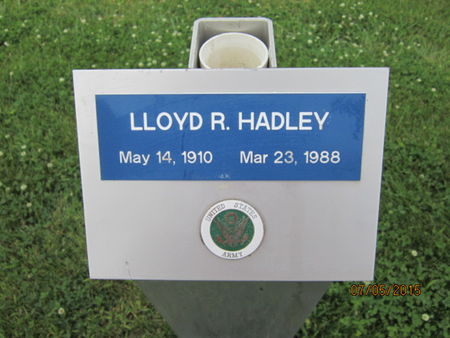 LLOYD R. HADLEY
May 14, 1910 Mar 23, 1988
UNITED STATES
ARMY
07/05/2015